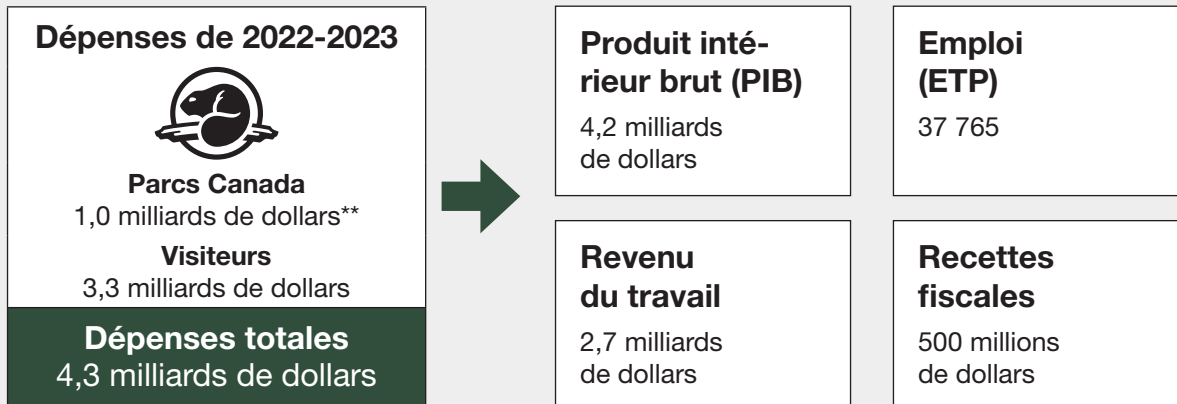 Dépenses de 2022-2023
Parcs Canada
1,0 milliards de dollars**
Visiteurs
3,3 milliards de dollars
Dépenses totales
4,3 milliards de dollars
Produit inté-
rieur brut (PIB)
4,2 milliards
de dollars
Emploi
(ETP)
37 765
Revenu
du travail
2,7 milliards
de dollars
Recettes
fiscales
500 millions
de dollars